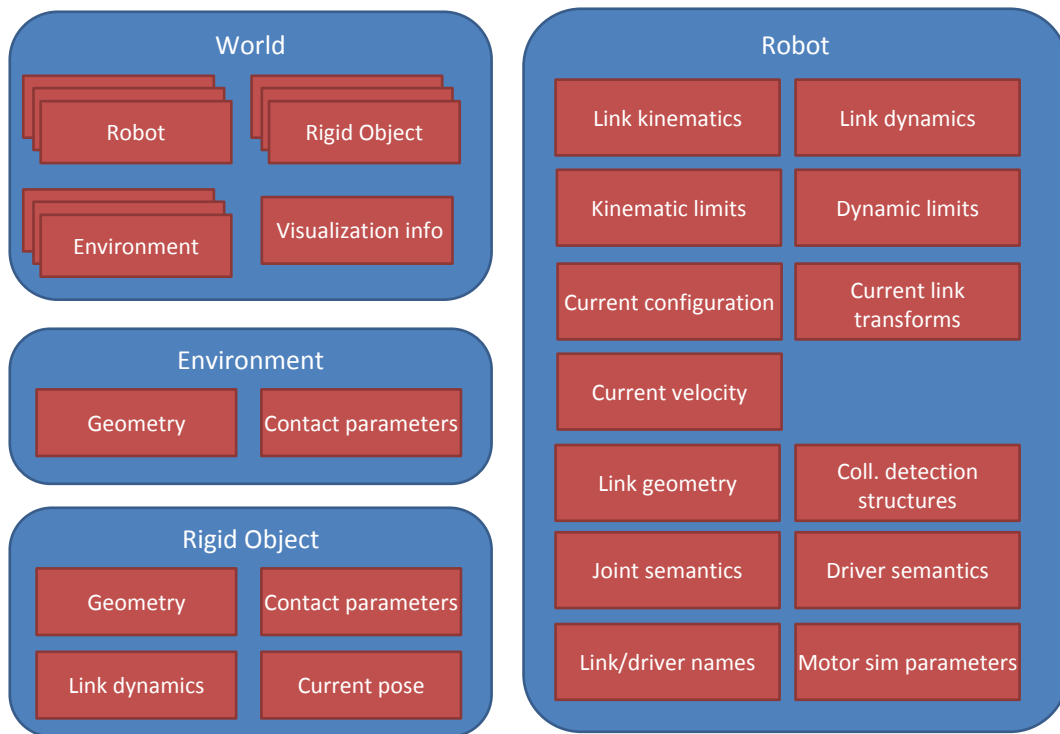 World
Robot
Rigid Object
Environment
Visualization info
Environment
Geometry
Contact parameters
Rigid Object
Geometry
Contact parameters
Link dynamics
Current pose
Robot
Link kinematics
Link dynamics
Kinematic limits
Dynamic limits
Current configuration
Current link
transforms
Current velocity
Link geometry
Coll. detection
structures
Joint semantics
Driver semantics
Link/driver names
Motor sim parameters